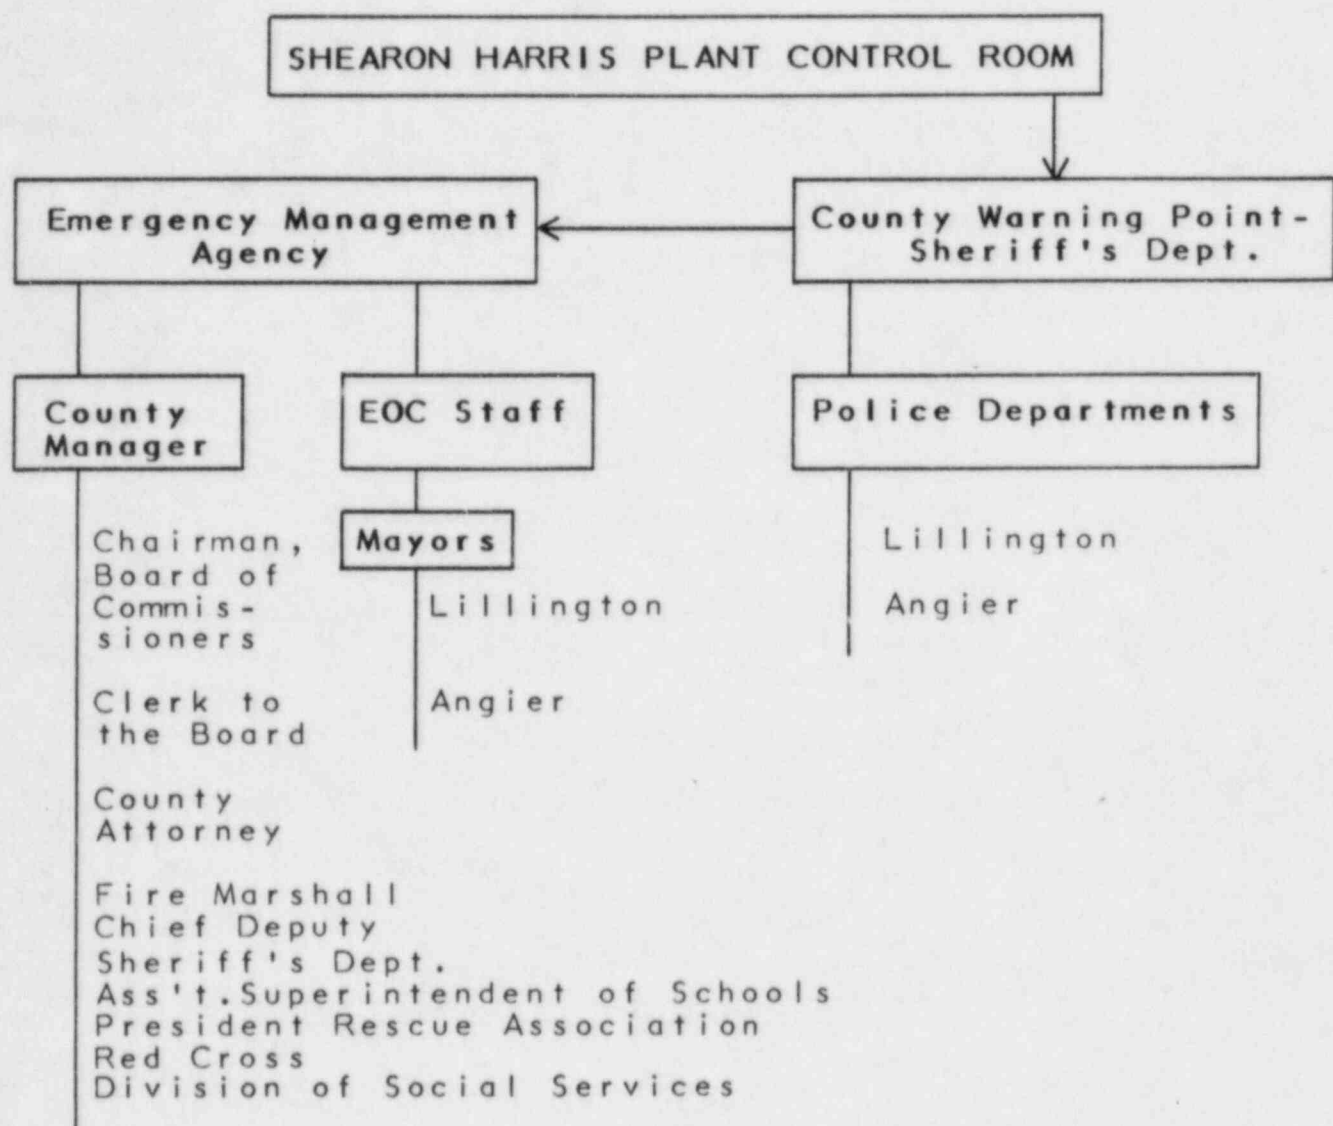 SHEARON HARRIS PLANT CONTROL ROOM
Emergency Management
Agency
County Warning Point-
Sheriff's Dept.
County
Manager
EOC Staff
Police Departments
Chairman,
Board of
Commis-
sioners
Clerk to
the Board
County
Attorney
Fire Marshall
Chief Deputy
Sheriff's Dept.
Ass't.Superintendent of Schools
President Rescue Association
Red Cross
Division of Social Services
Mayors
Lillington
Angier
Lillington
Angier